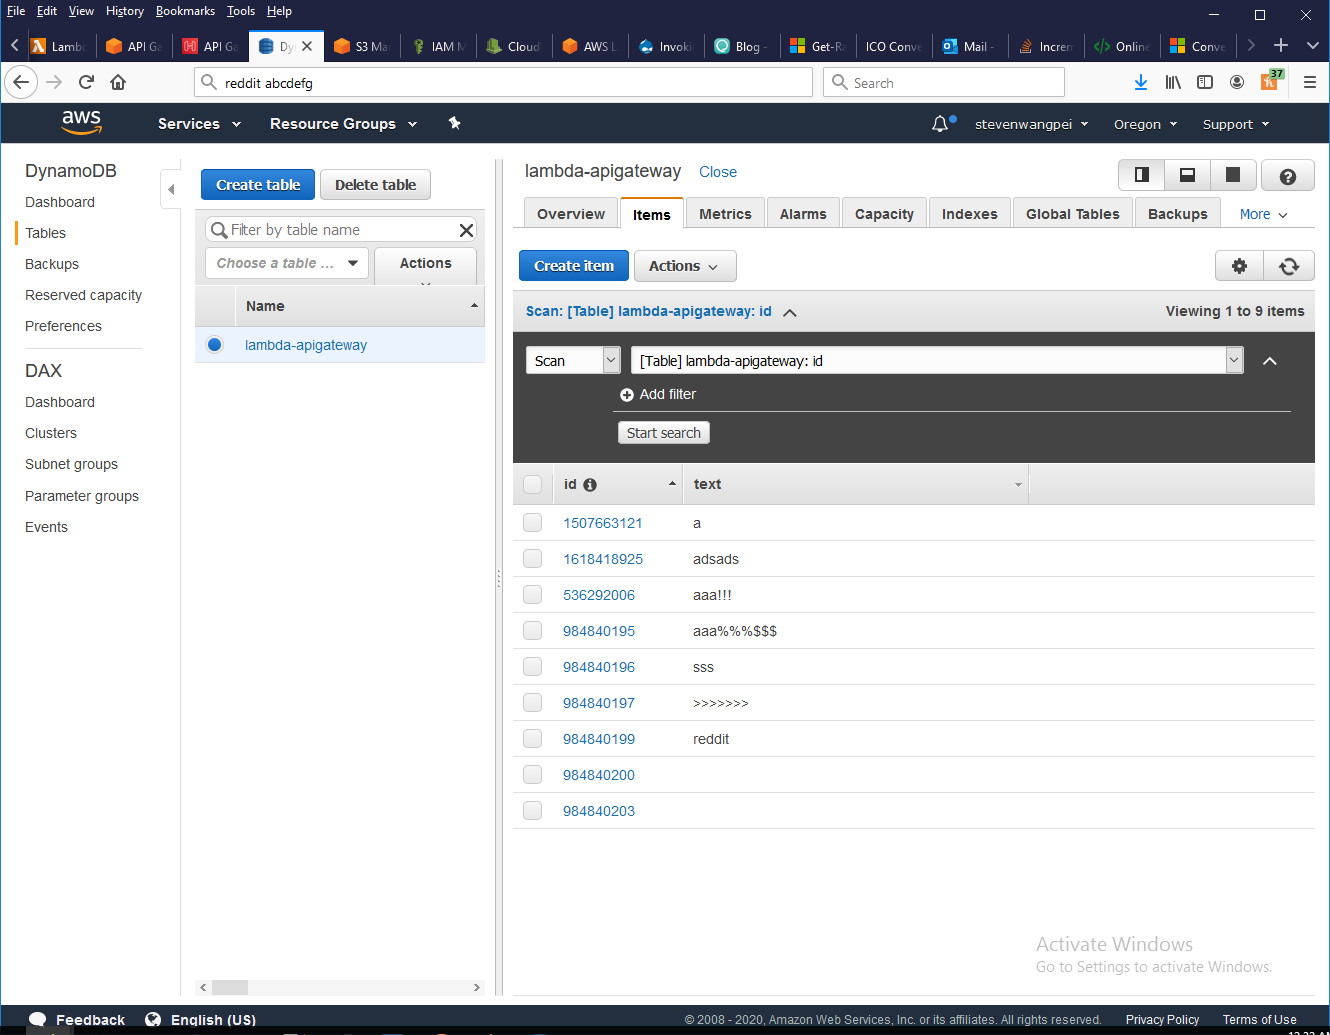 File Edit View History Bookmarks Tools Help
Lamb API Ga API Ga Dy S3 Ma IAM M Cloud AWS L Invoki Blog - Get-Ra ICO Conve Mail - Increm Online Conve
reddit abcdefg
Search
37
aws Services Resource Groups stevenwangpei Oregon Support
DynamoDB
Dashboard
Tables
Backups
Reserved capacity
Preferences
DAX
Dashboard
Clusters
Subnet groups
Parameter groups
Events
Create table Delete table
Filter by table name
Choose a table ... Actions
Name
lambda-apigateway
lambda-apigateway Close
Overview Items Metrics Alarms Capacity Indexes Global Tables Backups More
Create item Actions
Scan: [Table] lambda-apigateway: id Viewing 1 to 9 items
Scan [Table] lambda-apigateway: id
Add filter
Start search
id text
1507663121 a
1618418925 adsads
536292006 aaa!!!
984840195 aaa%%%$$$
984840196 sss
984840197 >>>>>>>
984840199 reddit
984840200
984840203
Activate Windows
Go to Settings to activate Windows.
Feedback English (US) © 2008 - 2020, Amazon Web Services, Inc. or its affiliates. All rights reserved. Privacy Policy Terms of Use